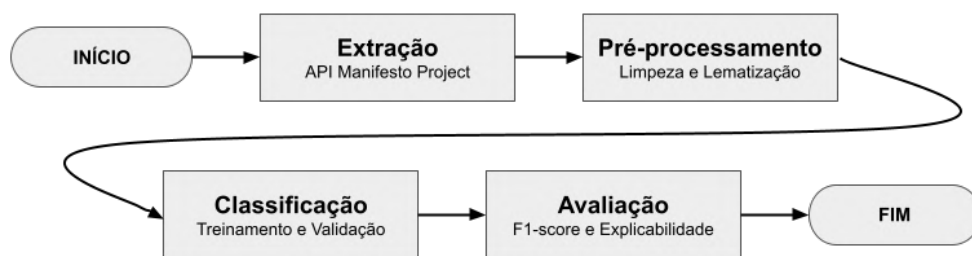 INÍCIO
Extração
API Manifesto Project
Pré-processamento
Limpeza e Lematização
Classificação
Treinamento e Validação
Avaliação
F1-score e Explicabilidade
FIM